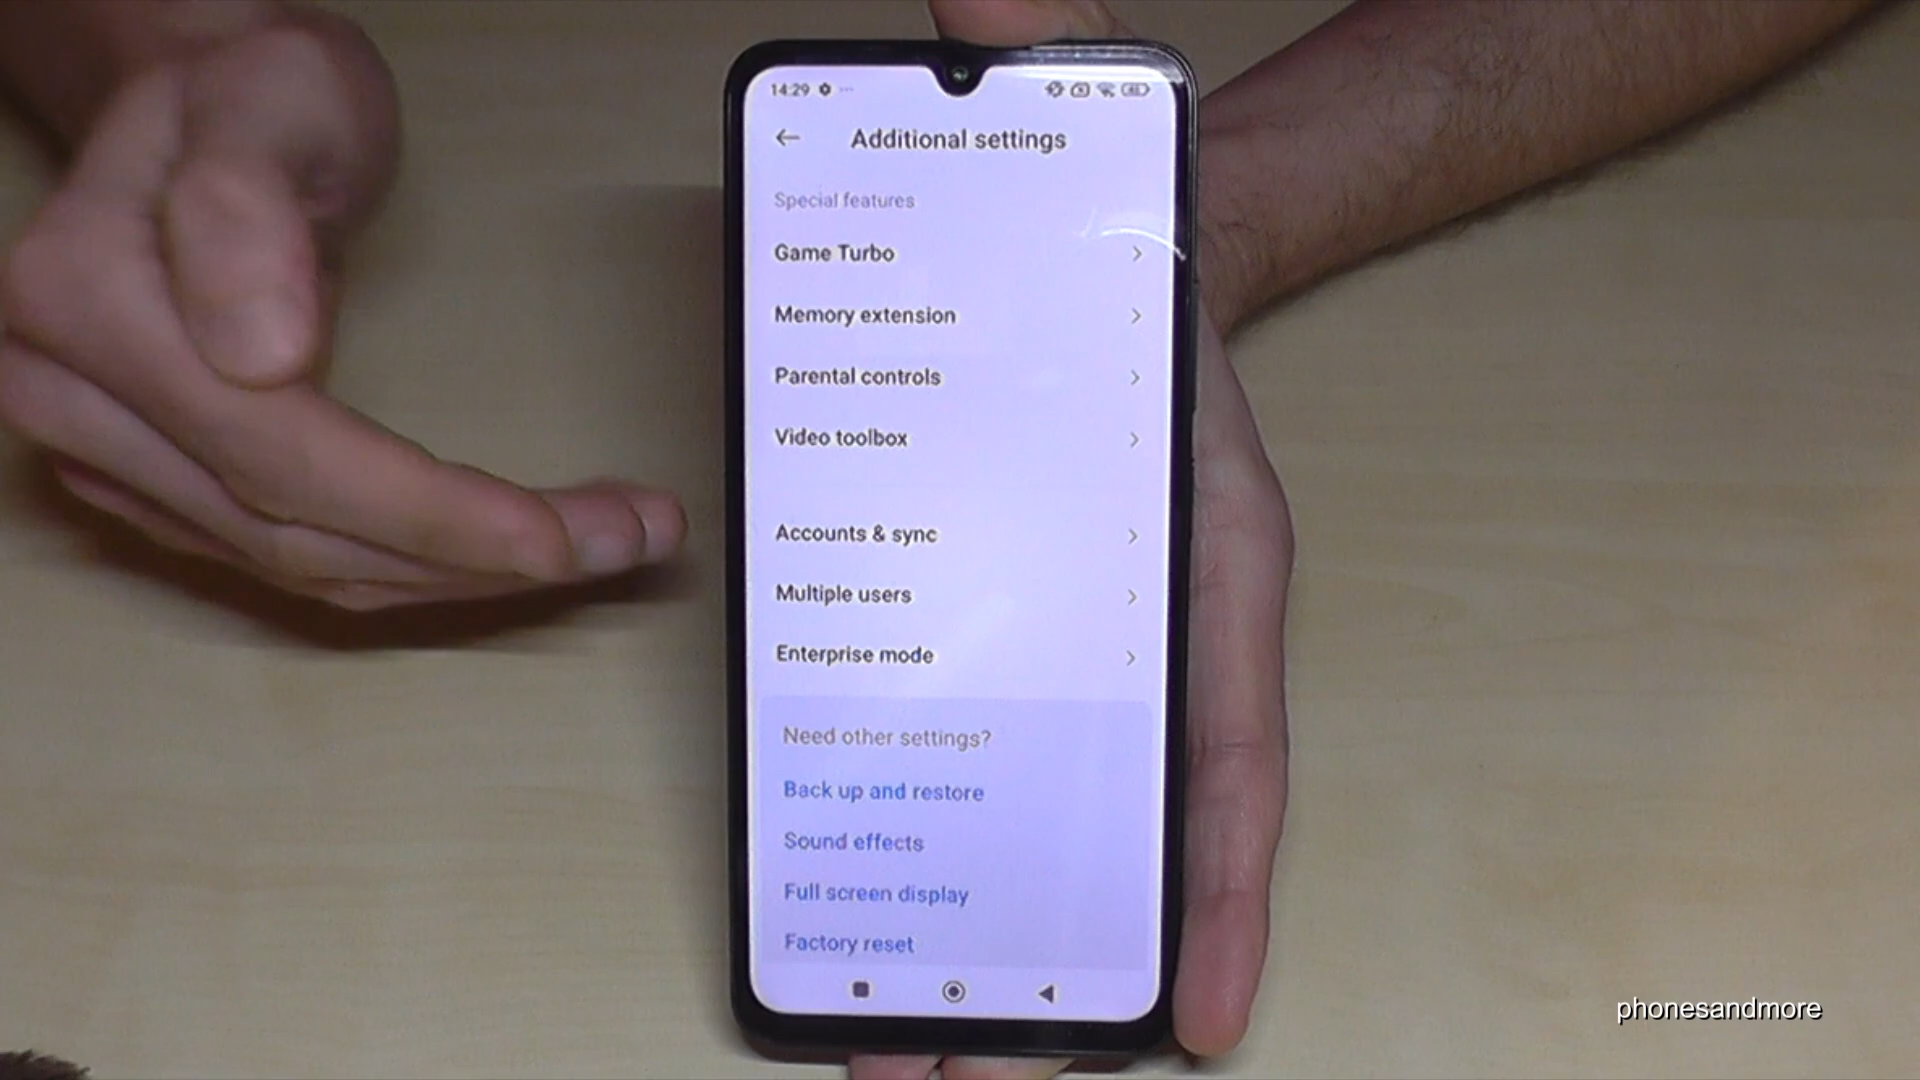 14:29
Additional settings
Special features
Game Turbo
Memory extension
Parental controls
Video toolbox
Accounts & sync
Multiple users
Enterprise mode
Need other settings?
Back up and restore
Sound effects
Full screen display
Factory reset
phonesandmore